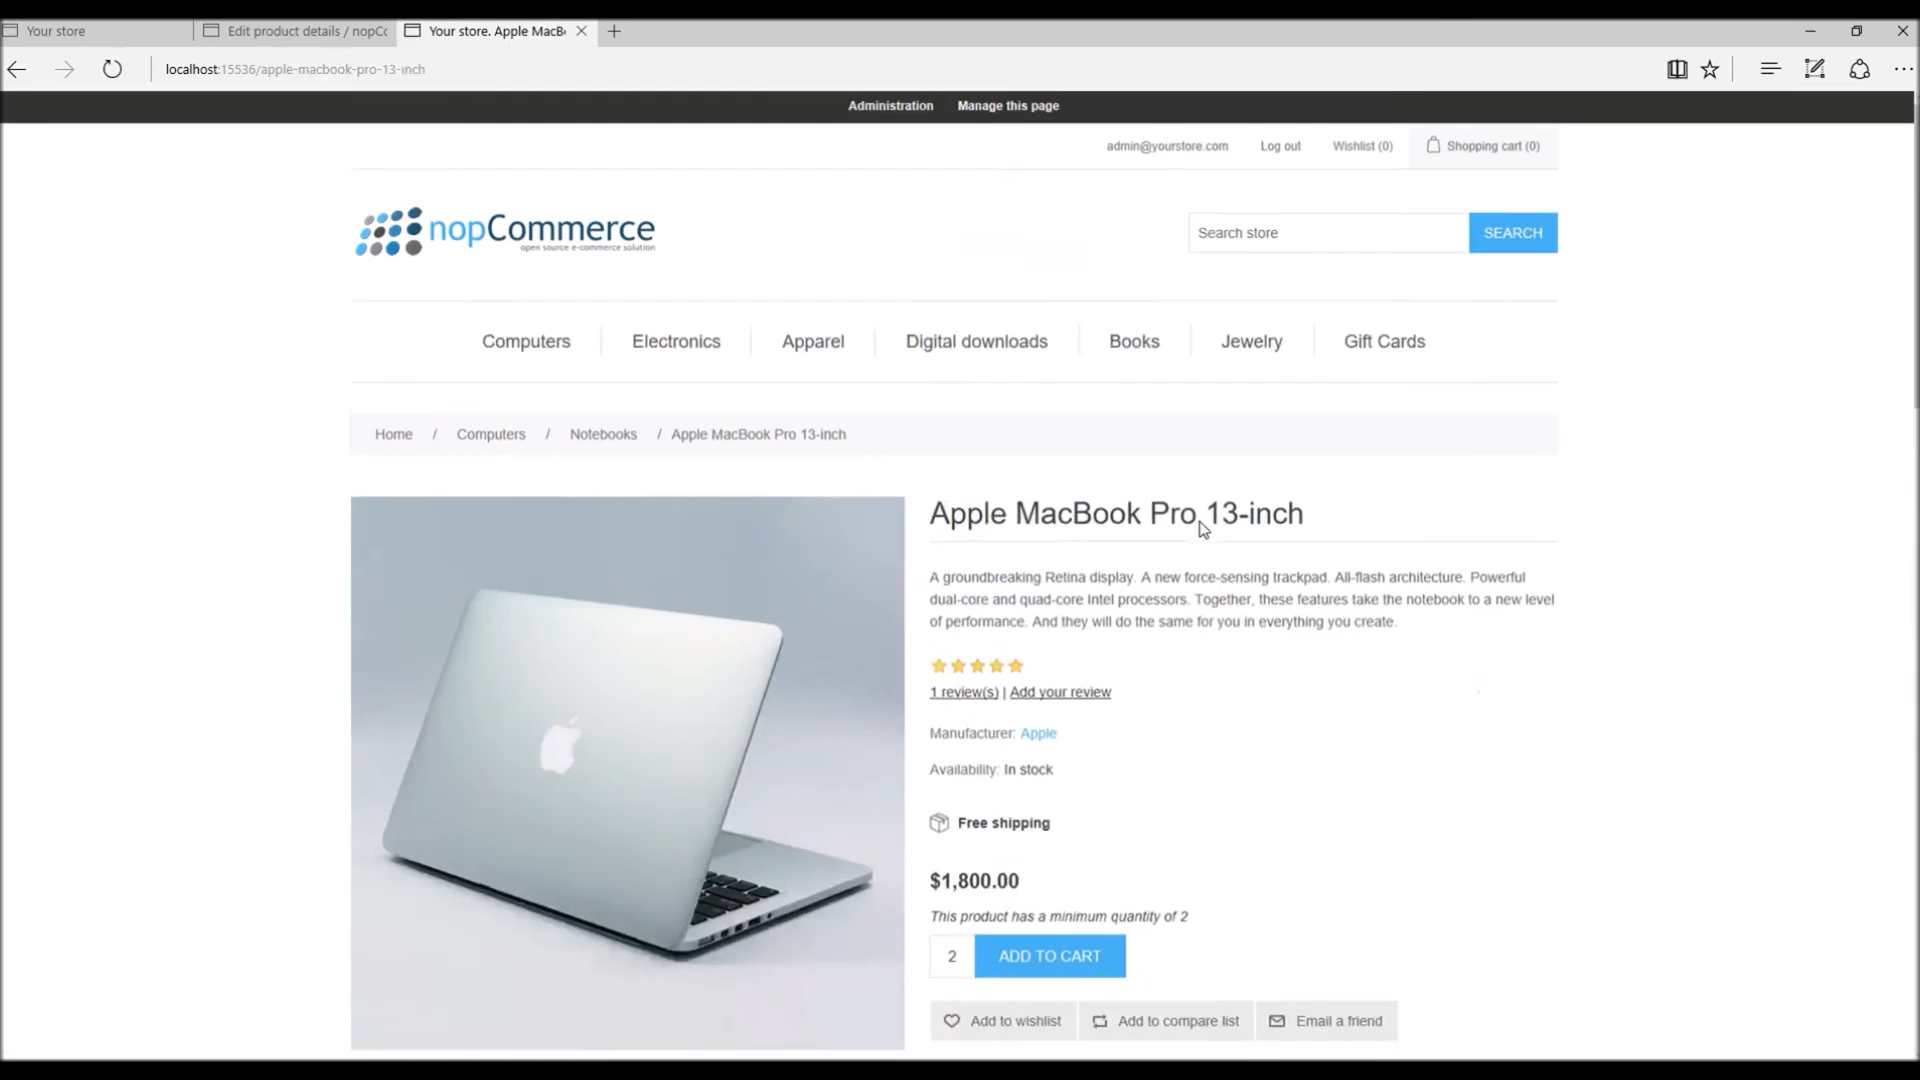 Your store
Edit product details / nopCc
Your store. Apple MacB
localhost:15536/apple-macbook-pro-13-inch
Administration Manage this page
admin@yourstore.com Log out Wishlist (0) Shopping cart (0)
nopCommerce
open source e-commerce solution
Search store SEARCH
Computers Electronics Apparel Digital downloads Books Jewelry Gift Cards
Home / Computers / Notebooks / Apple MacBook Pro 13-inch
Apple MacBook Pro 13-inch
A groundbreaking Retina display. A new force-sensing trackpad. All-flash architecture. Powerful
dual-core and quad-core Intel processors. Together, these features take the notebook to a new level
of performance. And they will do the same for you in everything you create.
1 review(s) | Add your review
Manufacturer: Apple
Availability: In stock
Free shipping
$1,800.00
This product has a minimum quantity of 2
2 ADD TO CART
Add to wishlist Add to compare list Email a friend